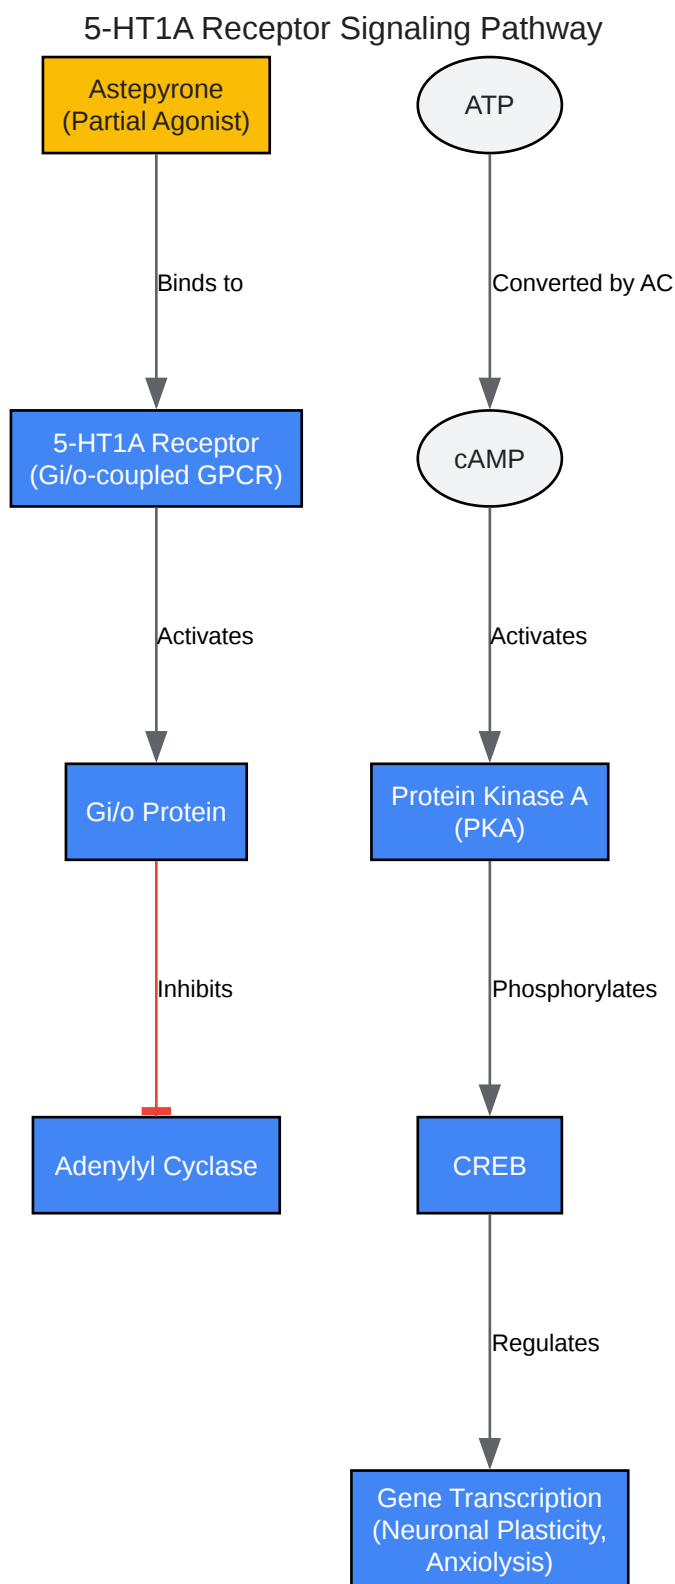 5-HT1A Receptor Signaling Pathway
Astepyrone
(Partial Agonist)
ATP
Binds to
Converted by AC
5-HT1A Receptor
(Gi/o-coupled GPCR)
cAMP
Activates
Activates
Gi/o Protein
Protein Kinase A
(PKA)
Inhibits
Phosphorylates
Adenylyl Cyclase
CREB
Regulates
Gene Transcription
(Neuronal Plasticity,
Anxiolysis)